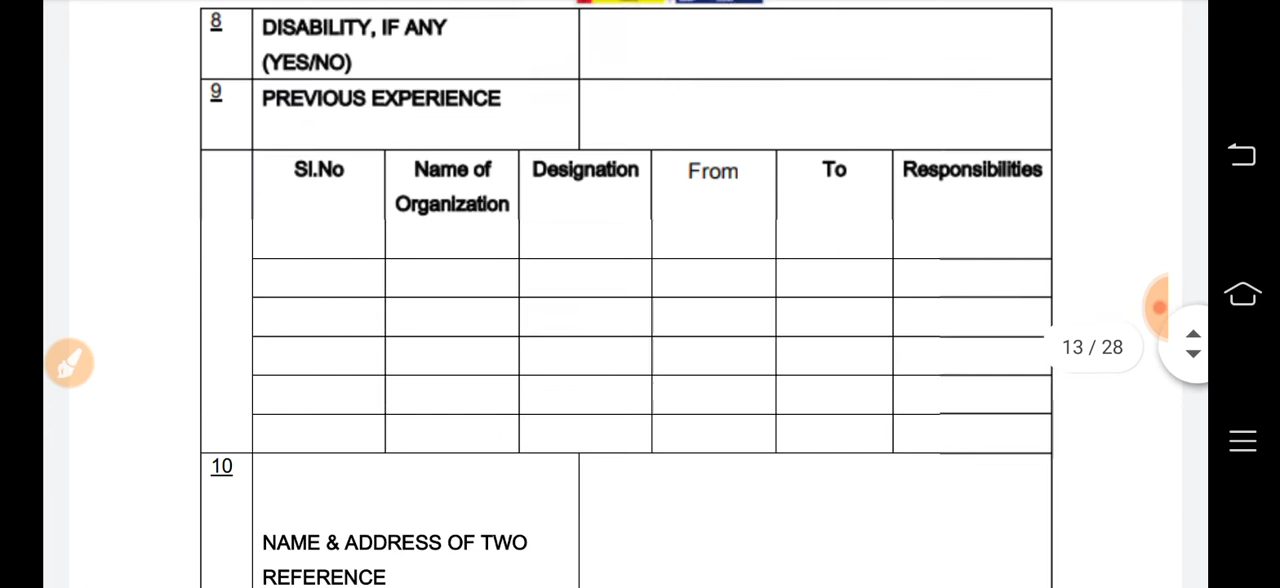 8 DISABILITY, IF ANY
(YES/NO)
9 PREVIOUS EXPERIENCE
Sl.No Name of Designation From To Responsibilities
Organization
13 / 28
10
NAME & ADDRESS OF TWO
REFERENCE